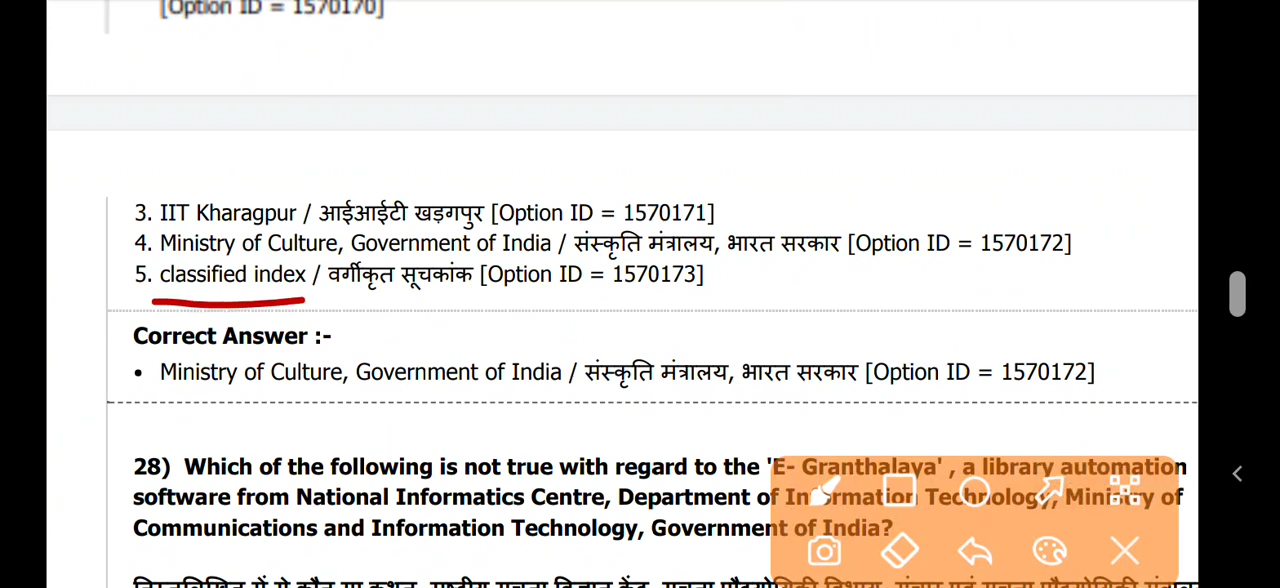 [Option ID = 1570170]
3. IIT Kharagpur / आईआईटी खड़गपुर [Option ID = 1570171]
4. Ministry of Culture, Government of India / संस्कृति मंत्रालय, भारत सरकार [Option ID = 1570172]
5. classified index / वर्गीकृत सूचकांक [Option ID = 1570173]
Correct Answer :-
• Ministry of Culture, Government of India / संस्कृति मंत्रालय, भारत सरकार [Option ID = 1570172]
28) Which of the following is not true with regard to the 'E- Granthalaya' , a library automation
software from National Informatics Centre, Department of Information Technology, Ministry of
Communications and Information Technology, Government of India?